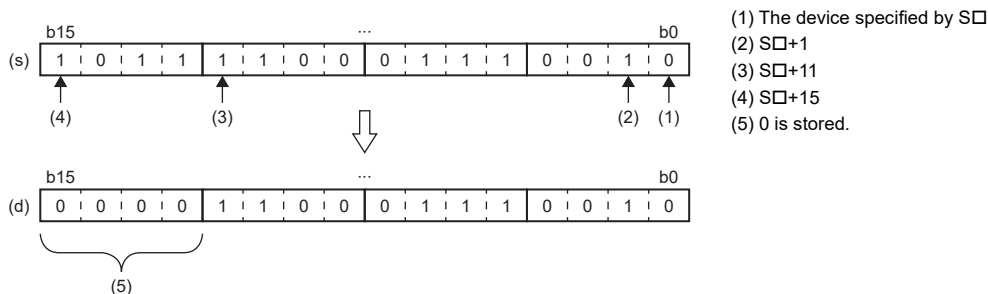 b15 ... b0
(s) 1 0 1 1 1 1 0 0 0 1 1 1 0 0 1 0
(4) (3) (2) (1)
b15 ... b0
(d) 0 0 0 0 1 1 0 0 0 1 1 1 0 0 1 0
(5)
(1) The device specified by S□
(2) S□+1
(3) S□+11
(4) S□+15
(5) 0 is stored.